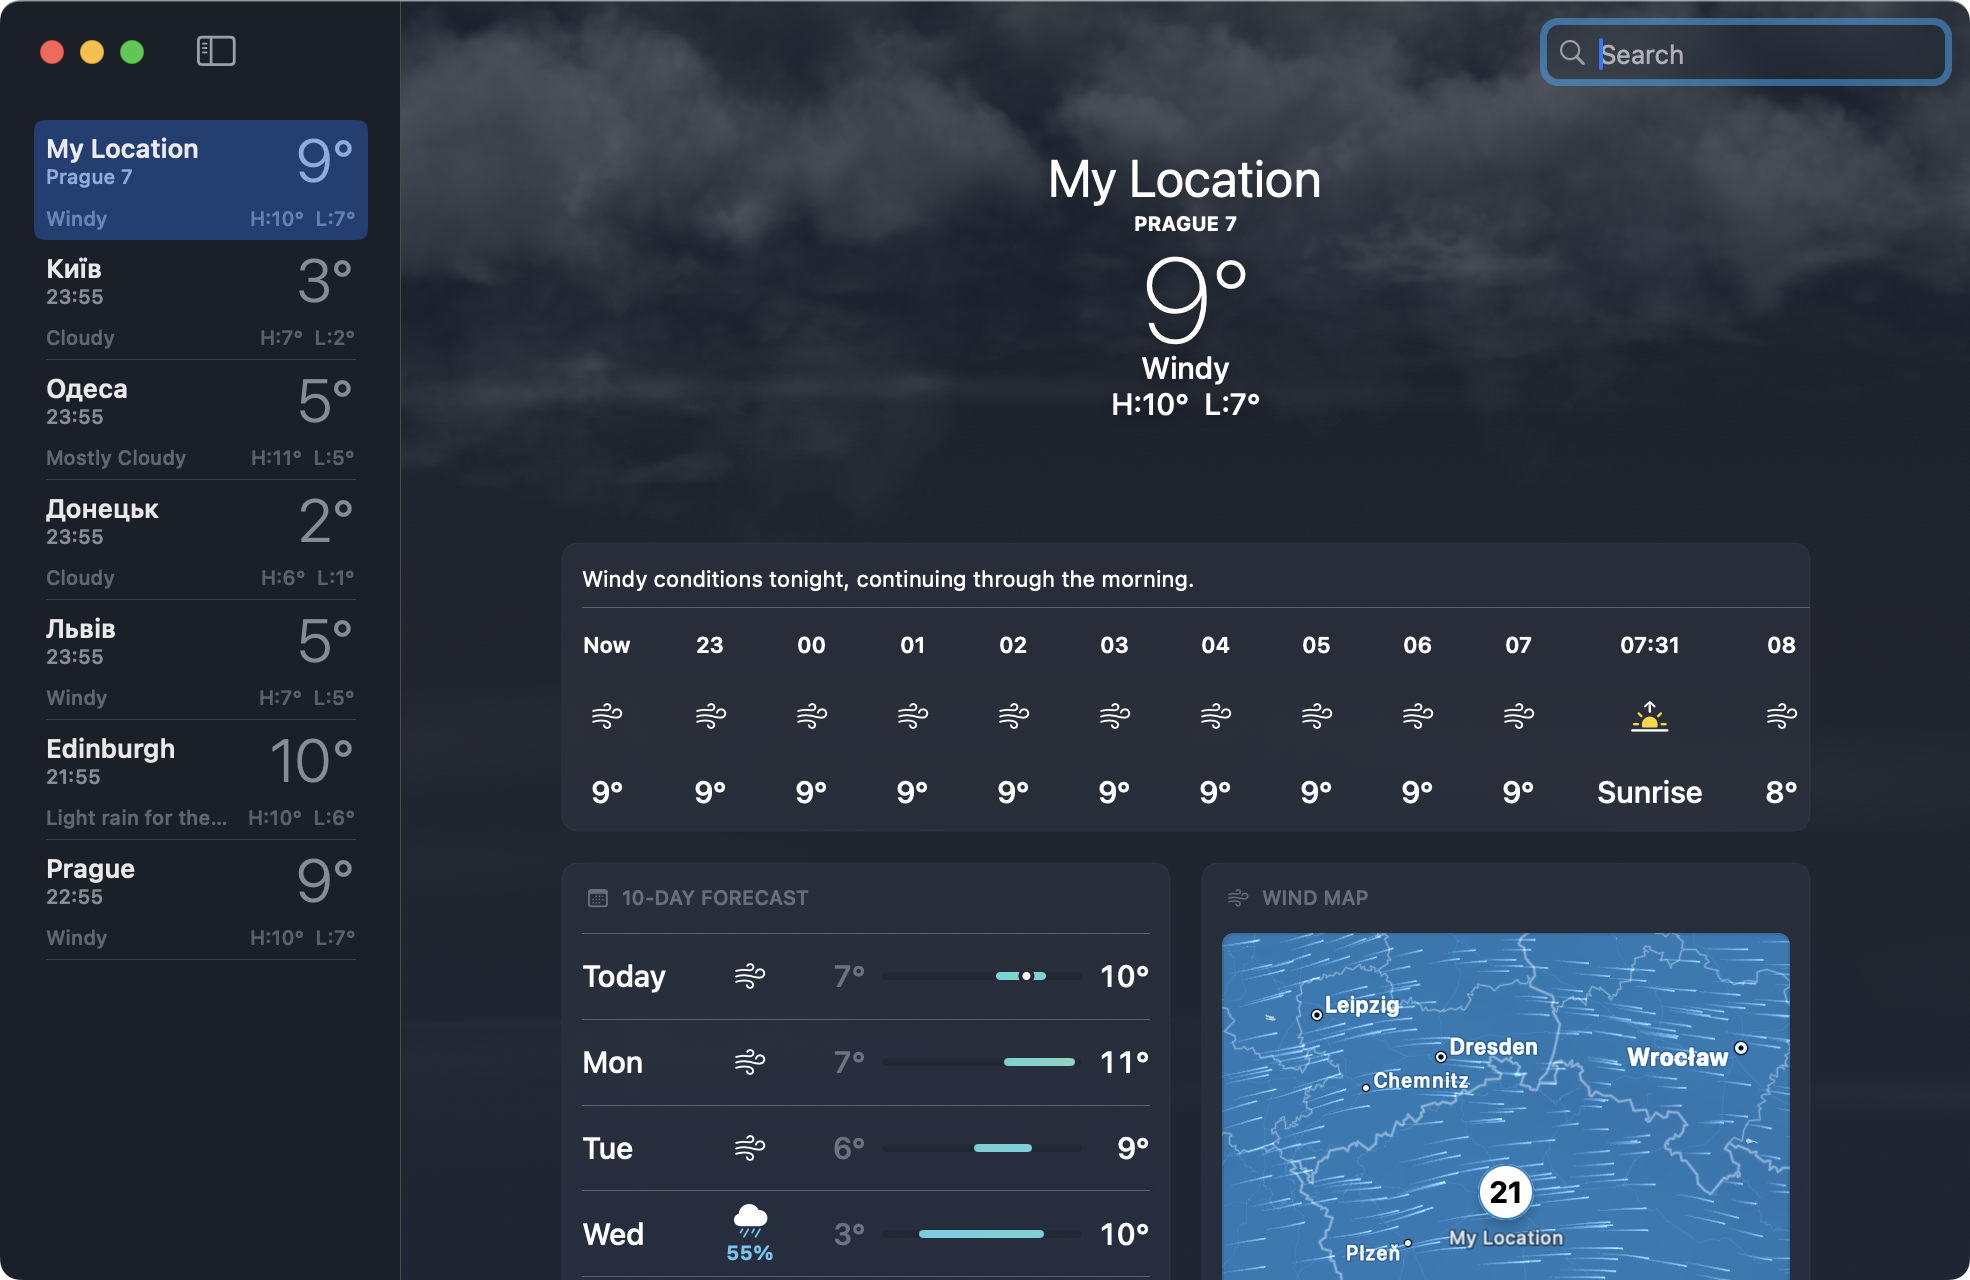 Search
My Location
9°
Prague 7
Windy H:10° L:7°
Київ
3°
23:55
Cloudy H:7° L:2°
Одеса
5°
23:55
Mostly Cloudy H:11° L:5°
Донецьк
2°
23:55
Cloudy H:6° L:1°
Львів
5°
23:55
Windy H:7° L:5°
Edinburgh
10°
21:55
Light rain for the... H:10° L:6°
Prague
9°
22:55
Windy H:10° L:7°
My Location
PRAGUE 7
9°
Windy
H:10° L:7°
Windy conditions tonight, continuing through the morning.
Now 23 00 01 02 03 04 05 06 07 07:31 08
9° 9° 9° 9° 9° 9° 9° 9° 9° 9° Sunrise 8°
10-DAY FORECAST
Today 7° 10°
Mon 7° 11°
Tue 6° 9°
Wed 55% 3° 10°
WIND MAP
Leipzig
Dresden
Wrocław
Chemnitz
21
My Location
Plzeň